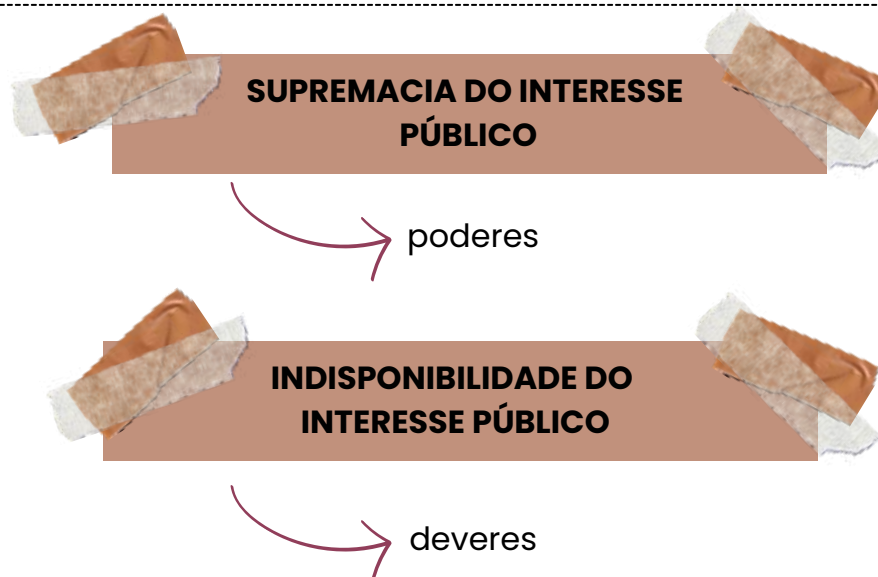 SUPREMACIA DO INTERESSE
PÚBLICO
poderes
INDISPONIBILIDADE DO
INTERESSE PÚBLICO
deveres